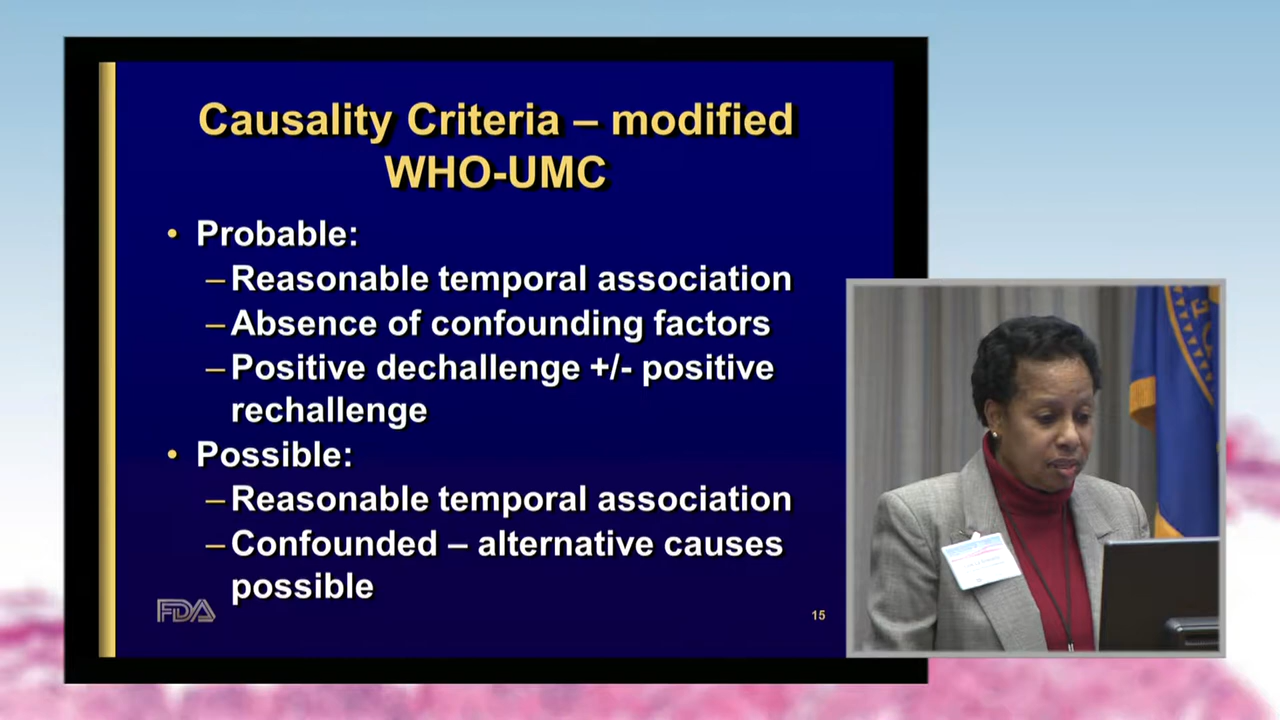 Causality Criteria – modified
WHO-UMC
• Probable:
– Reasonable temporal association
– Absence of confounding factors
– Positive dechallenge +/- positive
rechallenge
• Possible:
– Reasonable temporal association
– Confounded – alternative causes
possible
FDA
15